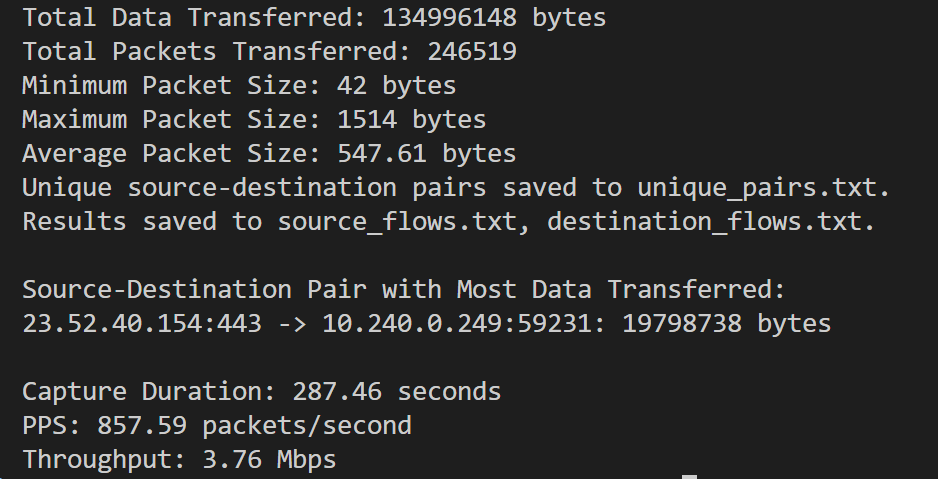 Total Data Transferred: 134996148 bytes
Total Packets Transferred: 246519
Minimum Packet Size: 42 bytes
Maximum Packet Size: 1514 bytes
Average Packet Size: 547.61 bytes
Unique source-destination pairs saved to unique_pairs.txt.
Results saved to source_flows.txt, destination_flows.txt.
Source-Destination Pair with Most Data Transferred:
23.52.40.154:443 -> 10.240.0.249:59231: 19798738 bytes
Capture Duration: 287.46 seconds
PPS: 857.59 packets/second
Throughput: 3.76 Mbps